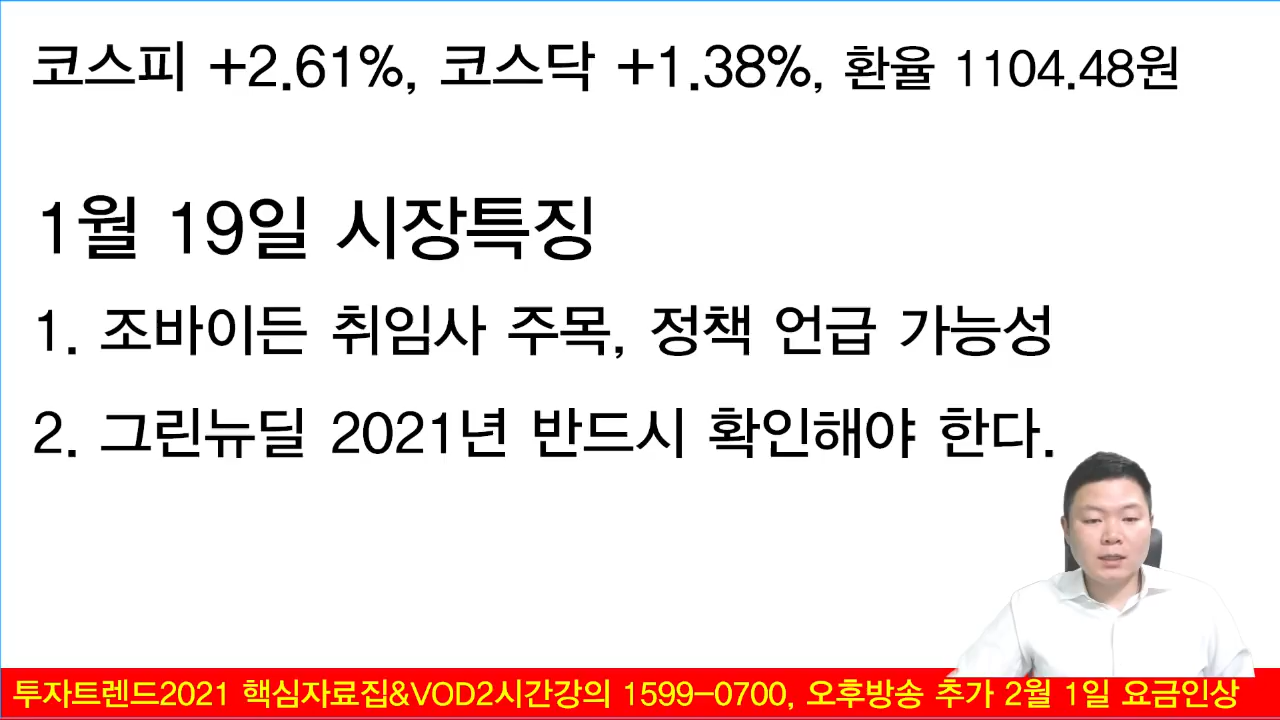 코스피 +2.61%, 코스닥 +1.38%, 환율 1104.48원
1월 19일 시장특징
1. 조바이든 취임사 주목, 정책 언급 가능성
2. 그린뉴딜 2021년 반드시 확인해야 한다.
투자트렌드2021 핵심자료집&VOD2시간강의 1599-0700, 오후방송 추가 2월 1일 요금인상